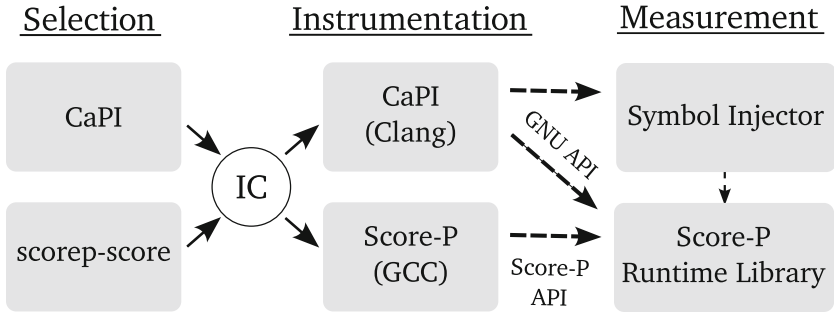 Selection
Instrumentation
Measurement
CaPI
scorep-score
IC
CaPI
(Clang)
Score-P
(GCC)
GNU API
Score-P
API
Symbol Injector
Score-P
Runtime Library